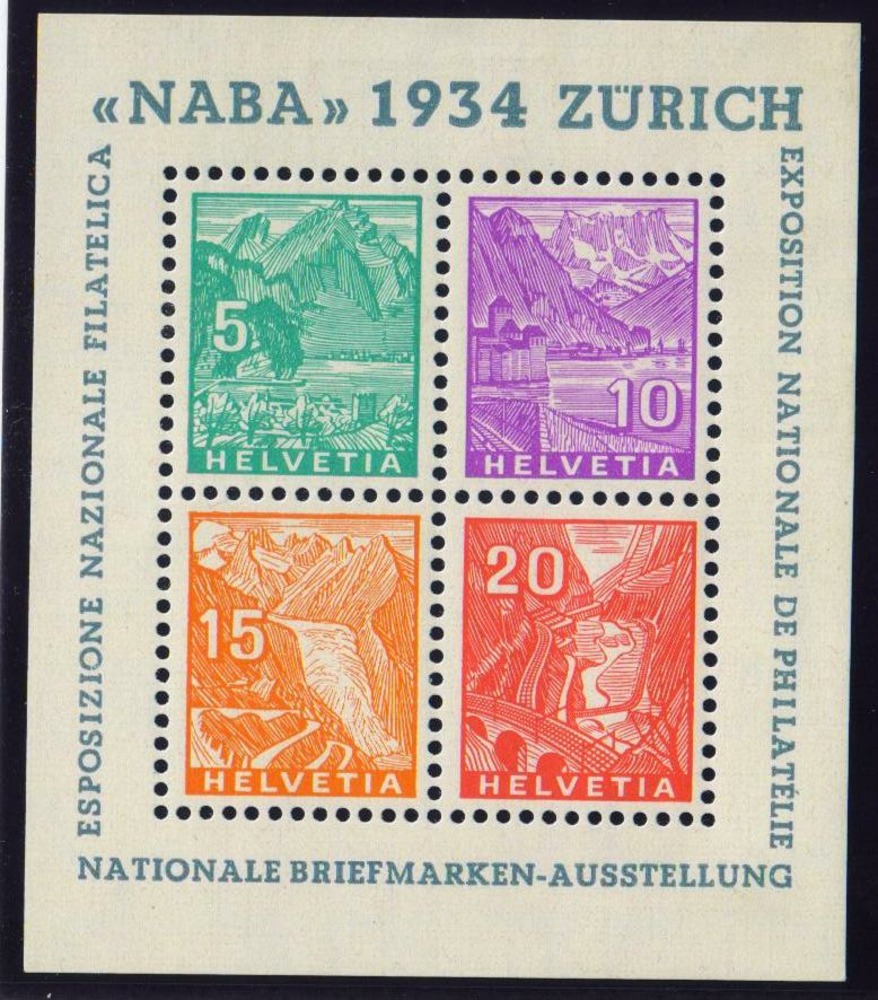 «NABA» 1934 ZÜRICH
ESPOSIZIONE NAZIONALE FILATELICA
EXPOSITION NATIONALE DE PHILATÉLIE
5
HELVETIA
10
HELVETIA
15
HELVETIA
20
HELVETIA
NATIONALE BRIEFMARKEN-AUSSTELLUNG